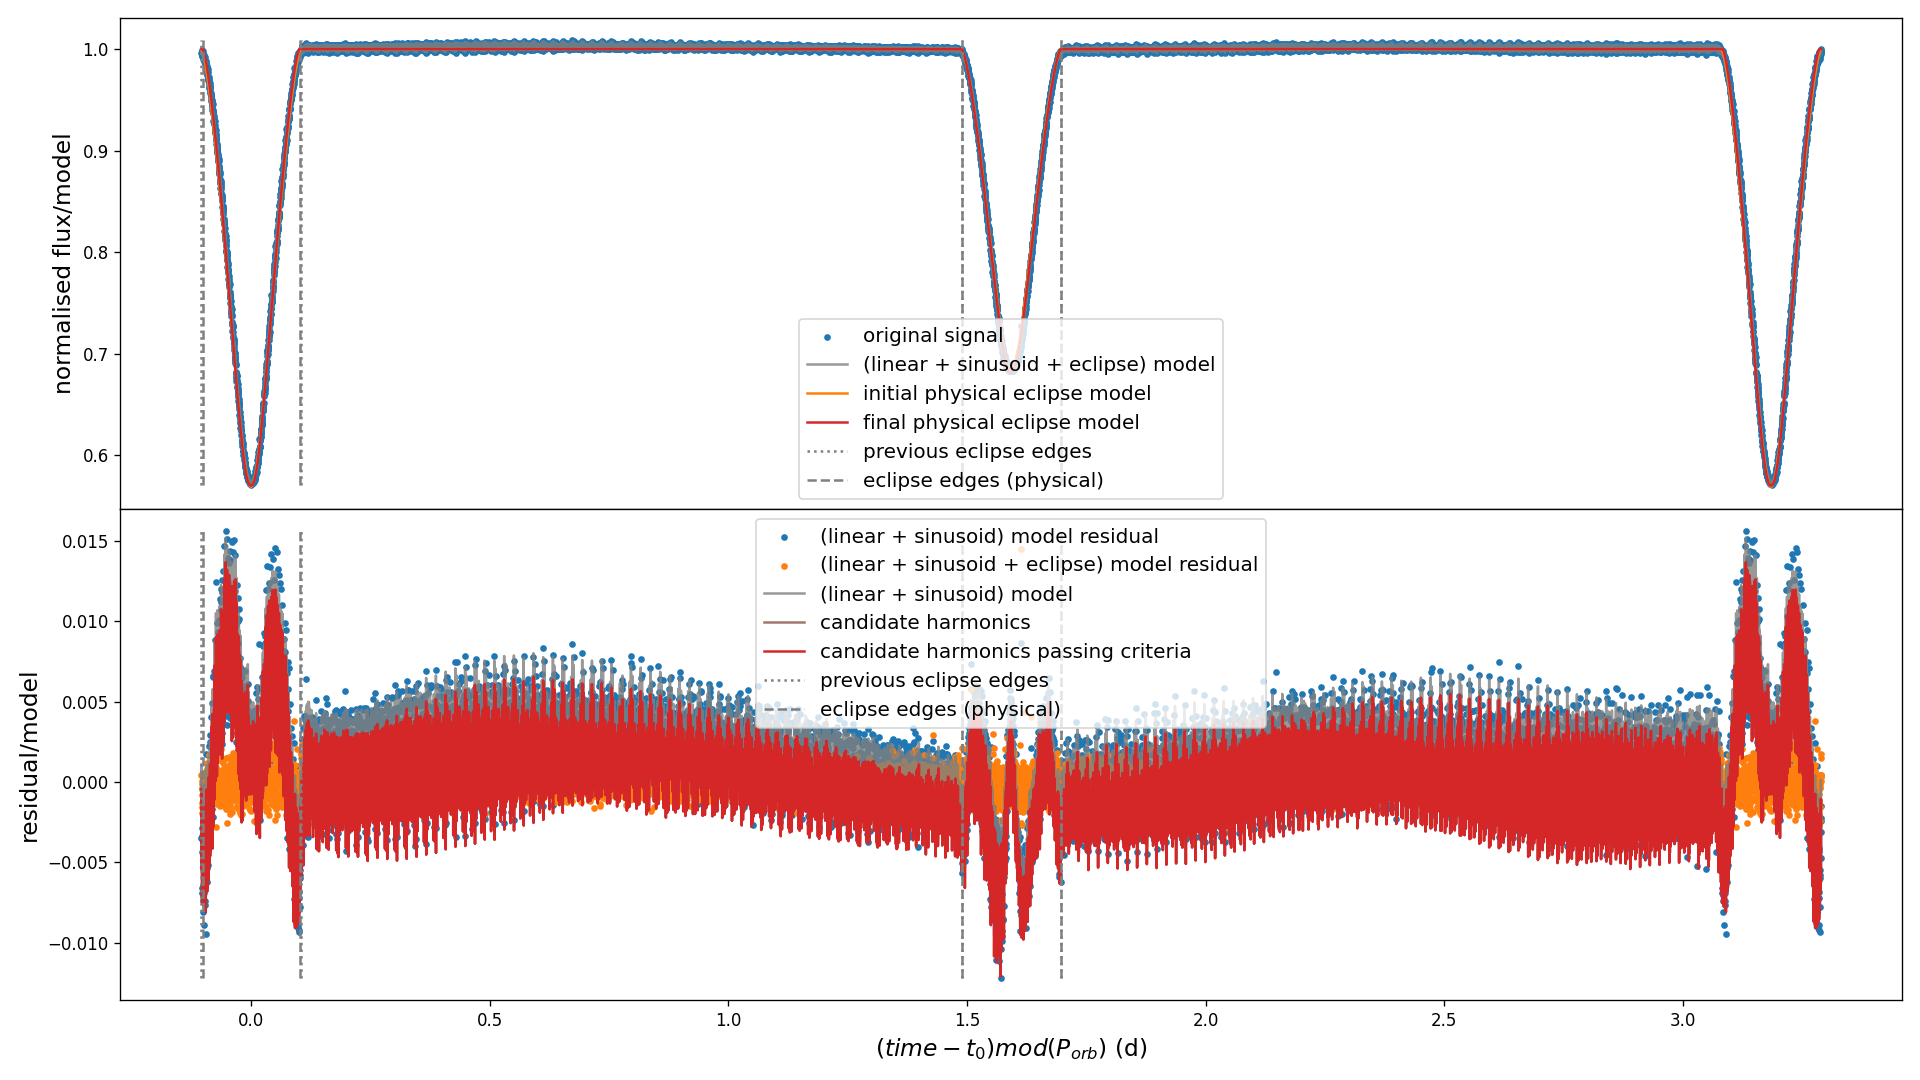 normalised flux/model
1.0
0.9
0.8
0.7
0.6
original signal
(linear + sinusoid + eclipse) model
initial physical eclipse model
final physical eclipse model
previous eclipse edges
eclipse edges (physical)
residual/model
0.015
0.010
0.005
0.000
−0.005
−0.010
(linear + sinusoid) model residual
(linear + sinusoid + eclipse) model residual
(linear + sinusoid) model
candidate harmonics
candidate harmonics passing criteria
previous eclipse edges
eclipse edges (physical)
0.0 0.5 1.0 1.5 2.0 2.5 3.0
(time − t₀)mod(Pₒᵣb) (d)